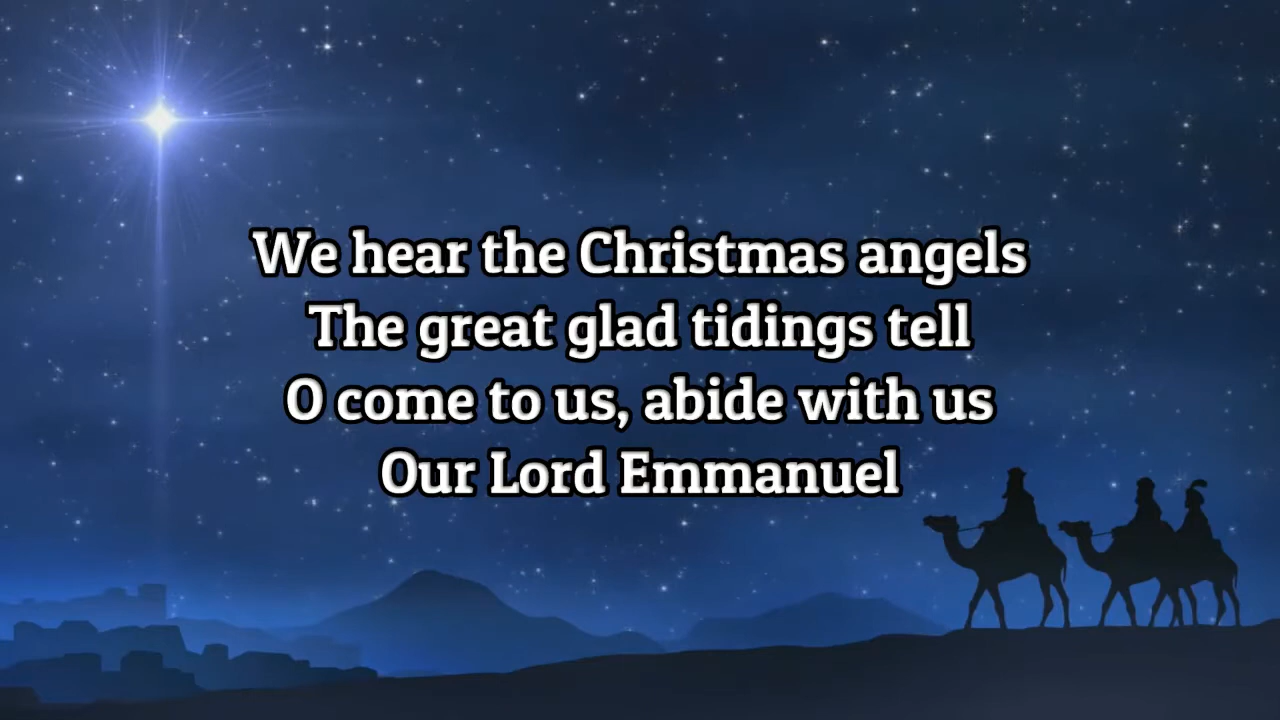 We hear the Christmas angels
The great glad tidings tell
O come to us, abide with us
Our Lord Emmanuel